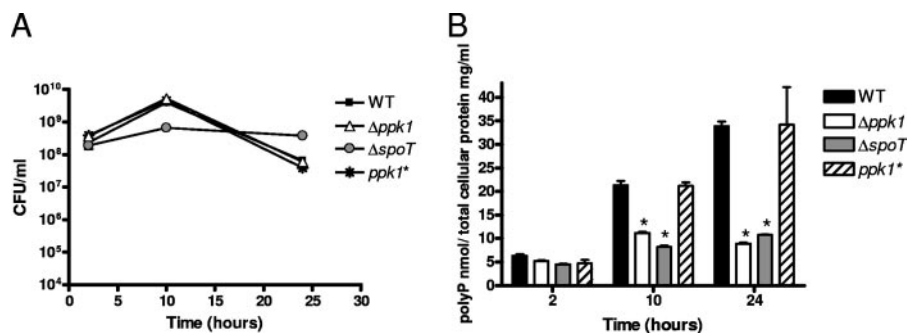 A
CFU/ml
10^10
10^9
10^8
10^7
10^6
10^5
10^4
0 5 10 15 20 25 30
Time (hours)
WT
Δppk1
ΔspoT
ppk1*
B
polyP nmol/ total cellular protein mg/ml
40
35
30
25
20
15
10
5
0
* *
* *
2 10 24
Time (hours)
WT
Δppk1
ΔspoT
ppk1*